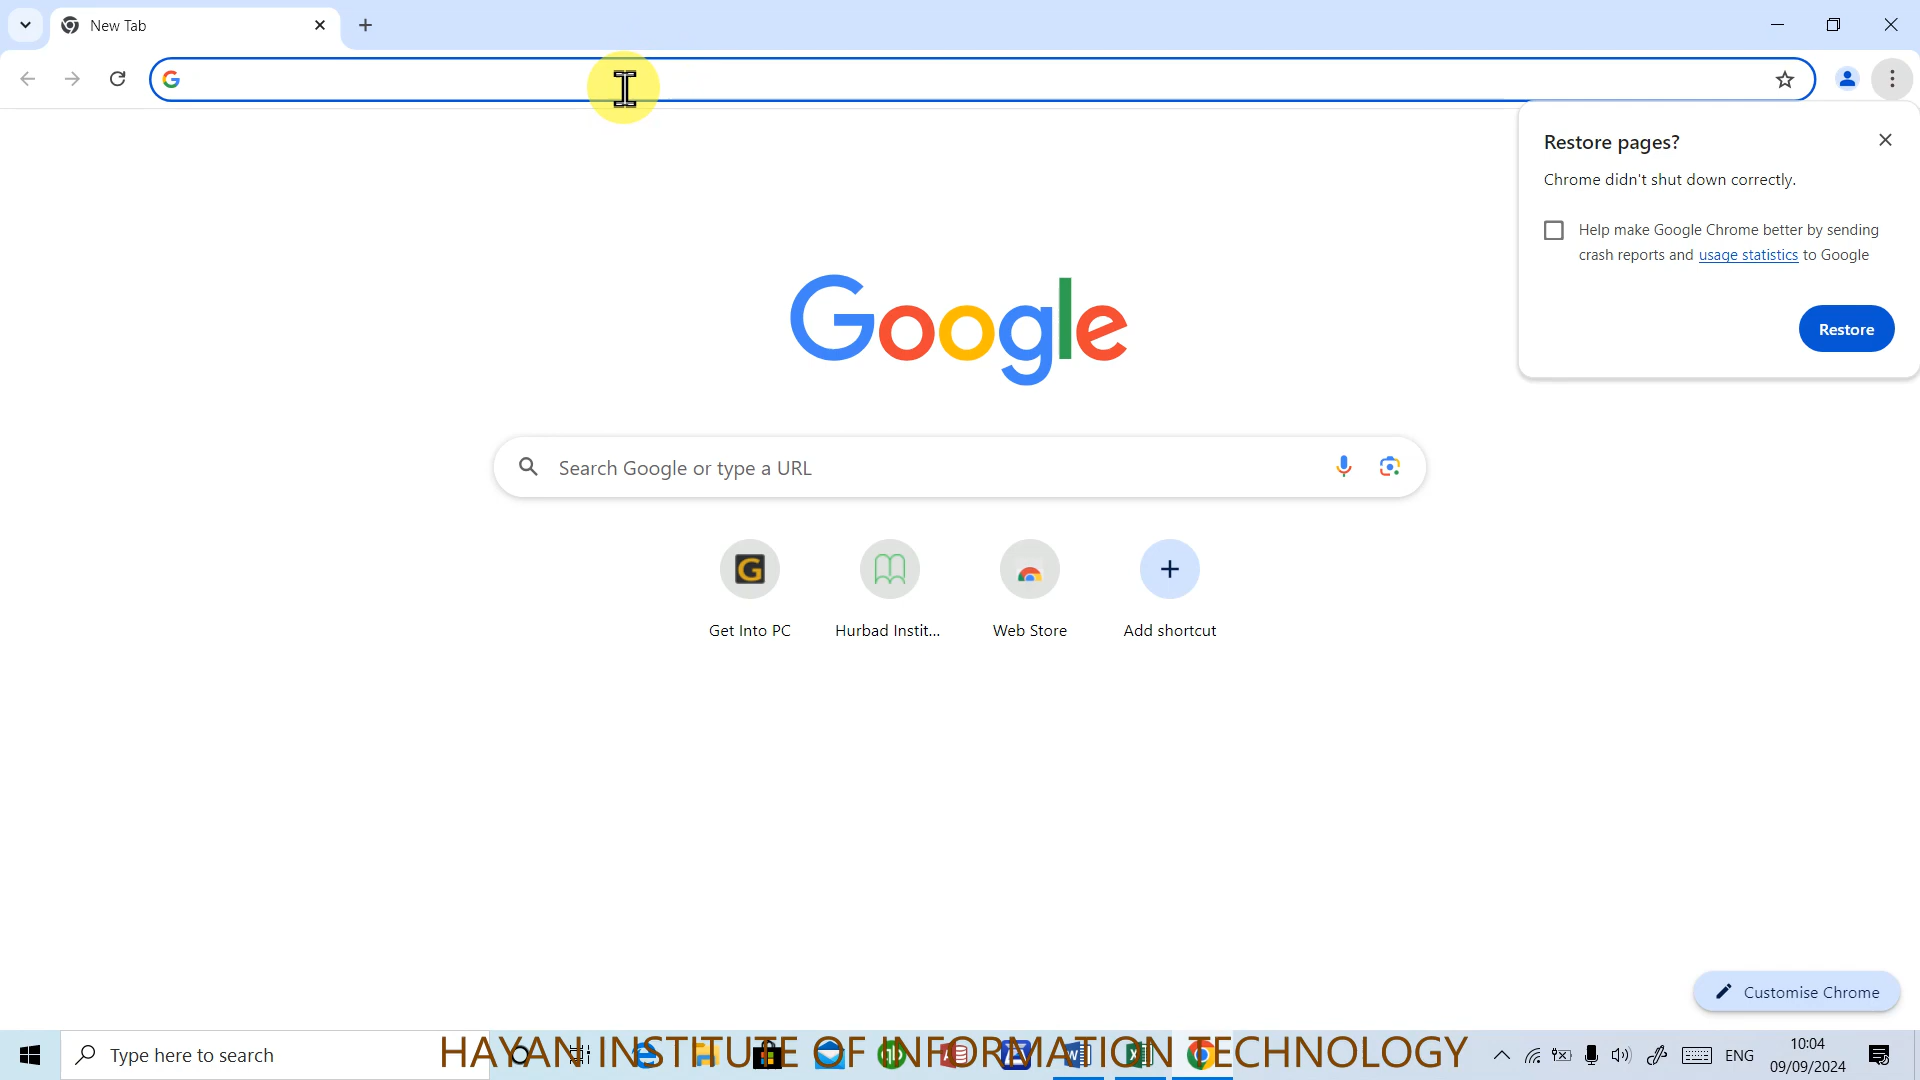 New Tab
Restore pages?
Chrome didn't shut down correctly.
Help make Google Chrome better by sending
crash reports and usage statistics to Google
Restore
Google
Search Google or type a URL
Get Into PC
Hurbad Instit...
Web Store
Add shortcut
Customise Chrome
Type here to search
HAYAN INSTITUTE OF INFORMATION TECHNOLOGY
ENG
10:04
09/09/2024